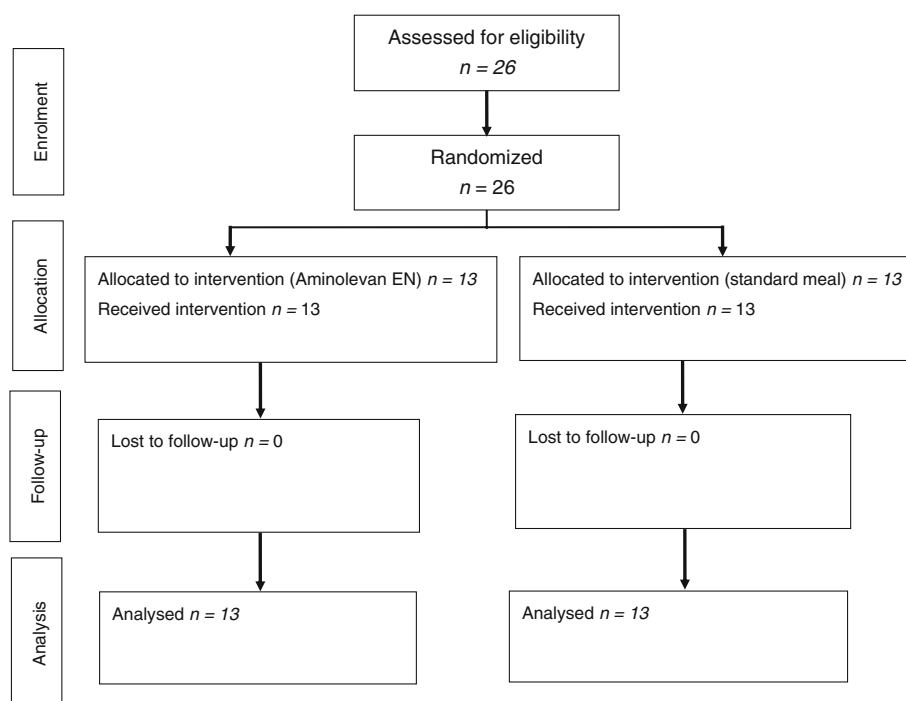 Enrolment
Assessed for eligibility
n = 26
Randomized
n = 26
Allocation
Allocated to intervention (Aminolevan EN) n = 13
Received intervention n = 13
Allocated to intervention (standard meal) n = 13
Received intervention n = 13
Follow-up
Lost to follow-up n = 0
Lost to follow-up n = 0
Analysis
Analysed n = 13
Analysed n = 13